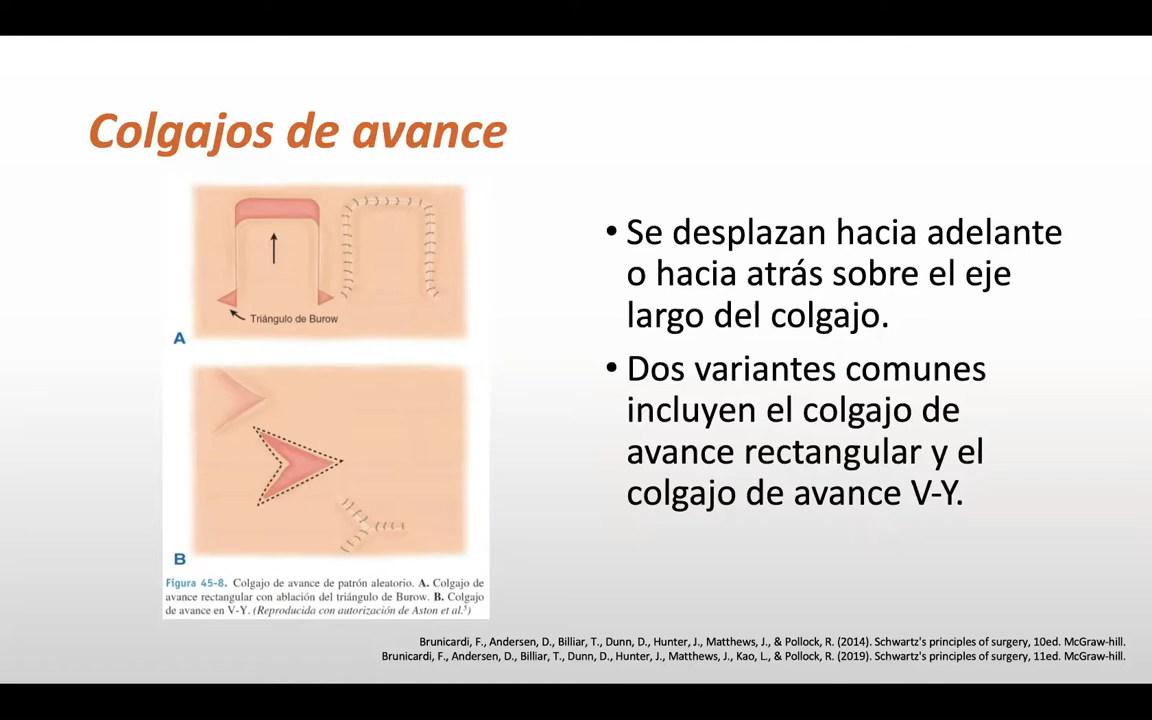 Colgajos de avance
Triángulo de Burow
A
B
Figura 45-8. Colgajo de avance de patrón aleatorio. A. Colgajo de
avance rectangular con ablación del triángulo de Burow. B. Colgajo
de avance en V-Y. (Reproducida con autorización de Aston et al.⁵)
• Se desplazan hacia adelante
o hacia atrás sobre el eje
largo del colgajo.
• Dos variantes comunes
incluyen el colgajo de
avance rectangular y el
colgajo de avance V-Y.
Brunicardi, F., Andersen, D., Billiar, T., Dunn, D., Hunter, J., Matthews, J., & Pollock, R. (2014). Schwartz's principles of surgery, 10ed. McGraw-hill.
Brunicardi, F., Andersen, D., Billiar, T., Dunn, D., Hunter, J., Matthews, J., Kao, L., & Pollock, R. (2019). Schwartz's principles of surgery, 11ed. McGraw-hill.